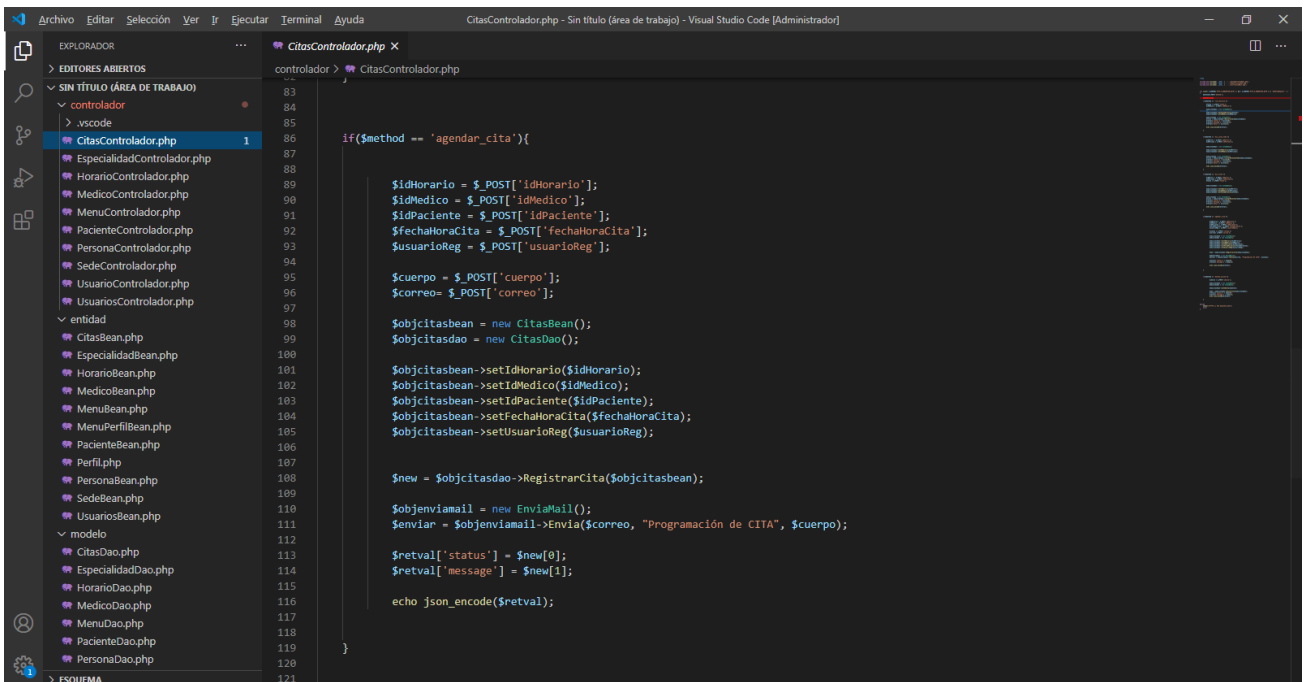 Archivo Editar Selección Ver Ir Ejecutar Terminal Ayuda
CitasControlador.php - Sin título (área de trabajo) - Visual Studio Code [Administrador]
EXPLORADOR
EDITORES ABIERTOS
SIN TÍTULO (ÁREA DE TRABAJO)
controlador
.vscode
CitasControlador.php 1
EspecialidadControlador.php
HorarioControlador.php
MedicoControlador.php
MenuControlador.php
PacienteControlador.php
PersonaControlador.php
SedeControlador.php
UsuarioControlador.php
UsuariosControlador.php
entidad
CitasBean.php
EspecialidadBean.php
HorarioBean.php
MedicoBean.php
MenuBean.php
MenuPerfilBean.php
PacienteBean.php
Perfil.php
PersonaBean.php
SedeBean.php
UsuariosBean.php
modelo
CitasDao.php
EspecialidadDao.php
HorarioDao.php
MedicoDao.php
MenuDao.php
PacienteDao.php
PersonaDao.php
ESQUEMA
1
CitasControlador.php
controlador > CitasControlador.php
82 }
83
84
85
86 if($method == 'agendar_cita'){
87
88
89 $idHorario = $_POST['idHorario'];
90 $idMedico = $_POST['idMedico'];
91 $idPaciente = $_POST['idPaciente'];
92 $fechaHoraCita = $_POST['fechaHoraCita'];
93 $usuarioReg = $_POST['usuarioReg'];
94
95 $cuerpo = $_POST['cuerpo'];
96 $correo= $_POST['correo'];
97
98 $objcitasbean = new CitasBean();
99 $objcitasdao = new CitasDao();
100
101 $objcitasbean->setIdHorario($idHorario);
102 $objcitasbean->setIdMedico($idMedico);
103 $objcitasbean->setIdPaciente($idPaciente);
104 $objcitasbean->setFechaHoraCita($fechaHoraCita);
105 $objcitasbean->setUsuarioReg($usuarioReg);
106
107
108 $new = $objcitasdao->RegistrarCita($objcitasbean);
109
110 $objenviamail = new EnviaMail();
111 $enviar = $objenviamail->Envia($correo, "Programación de CITA", $cuerpo);
112
113 $retval['status'] = $new[0];
114 $retval['message'] = $new[1];
115
116 echo json_encode($retval);
117
118
119 }
120
121